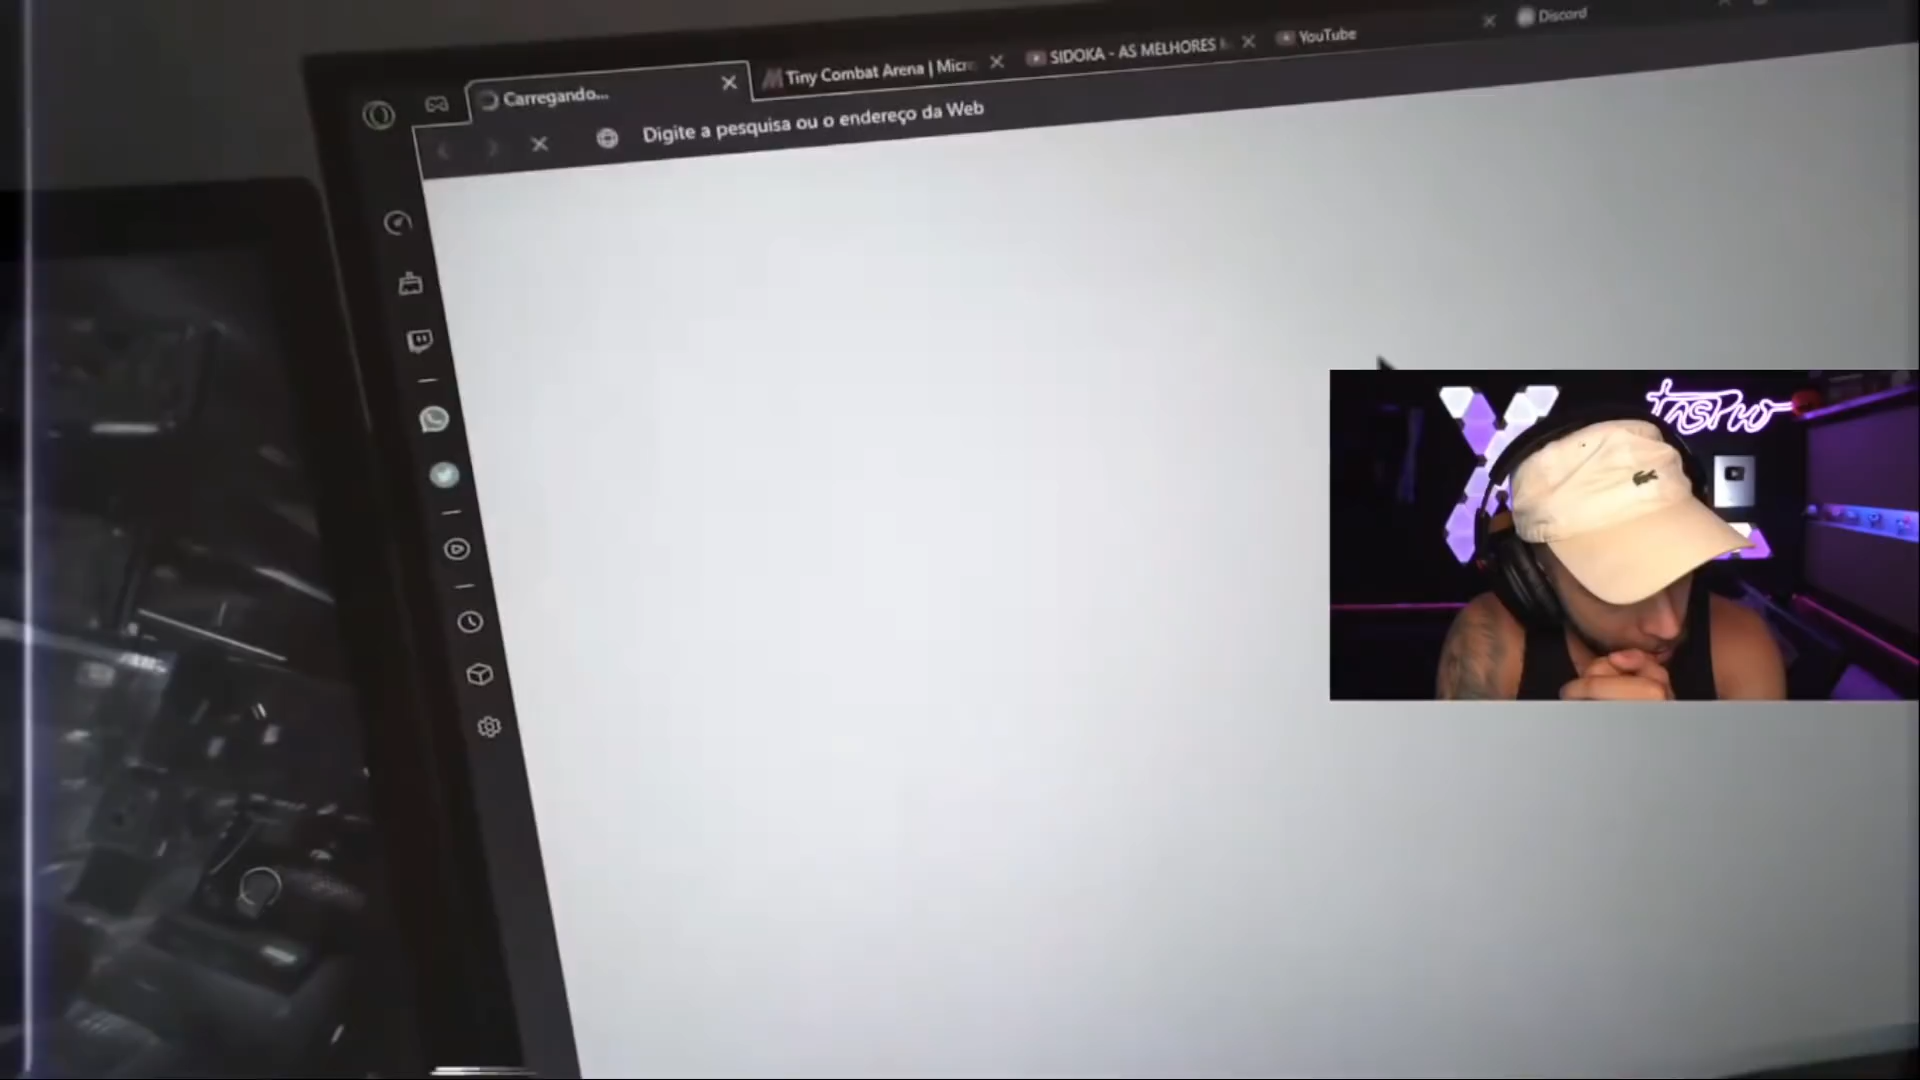 Carregando...
Tiny Combat Arena | Micr
SIDOKA - AS MELHORES
YouTube
Discord
Digite a pesquisa ou o endereço da Web